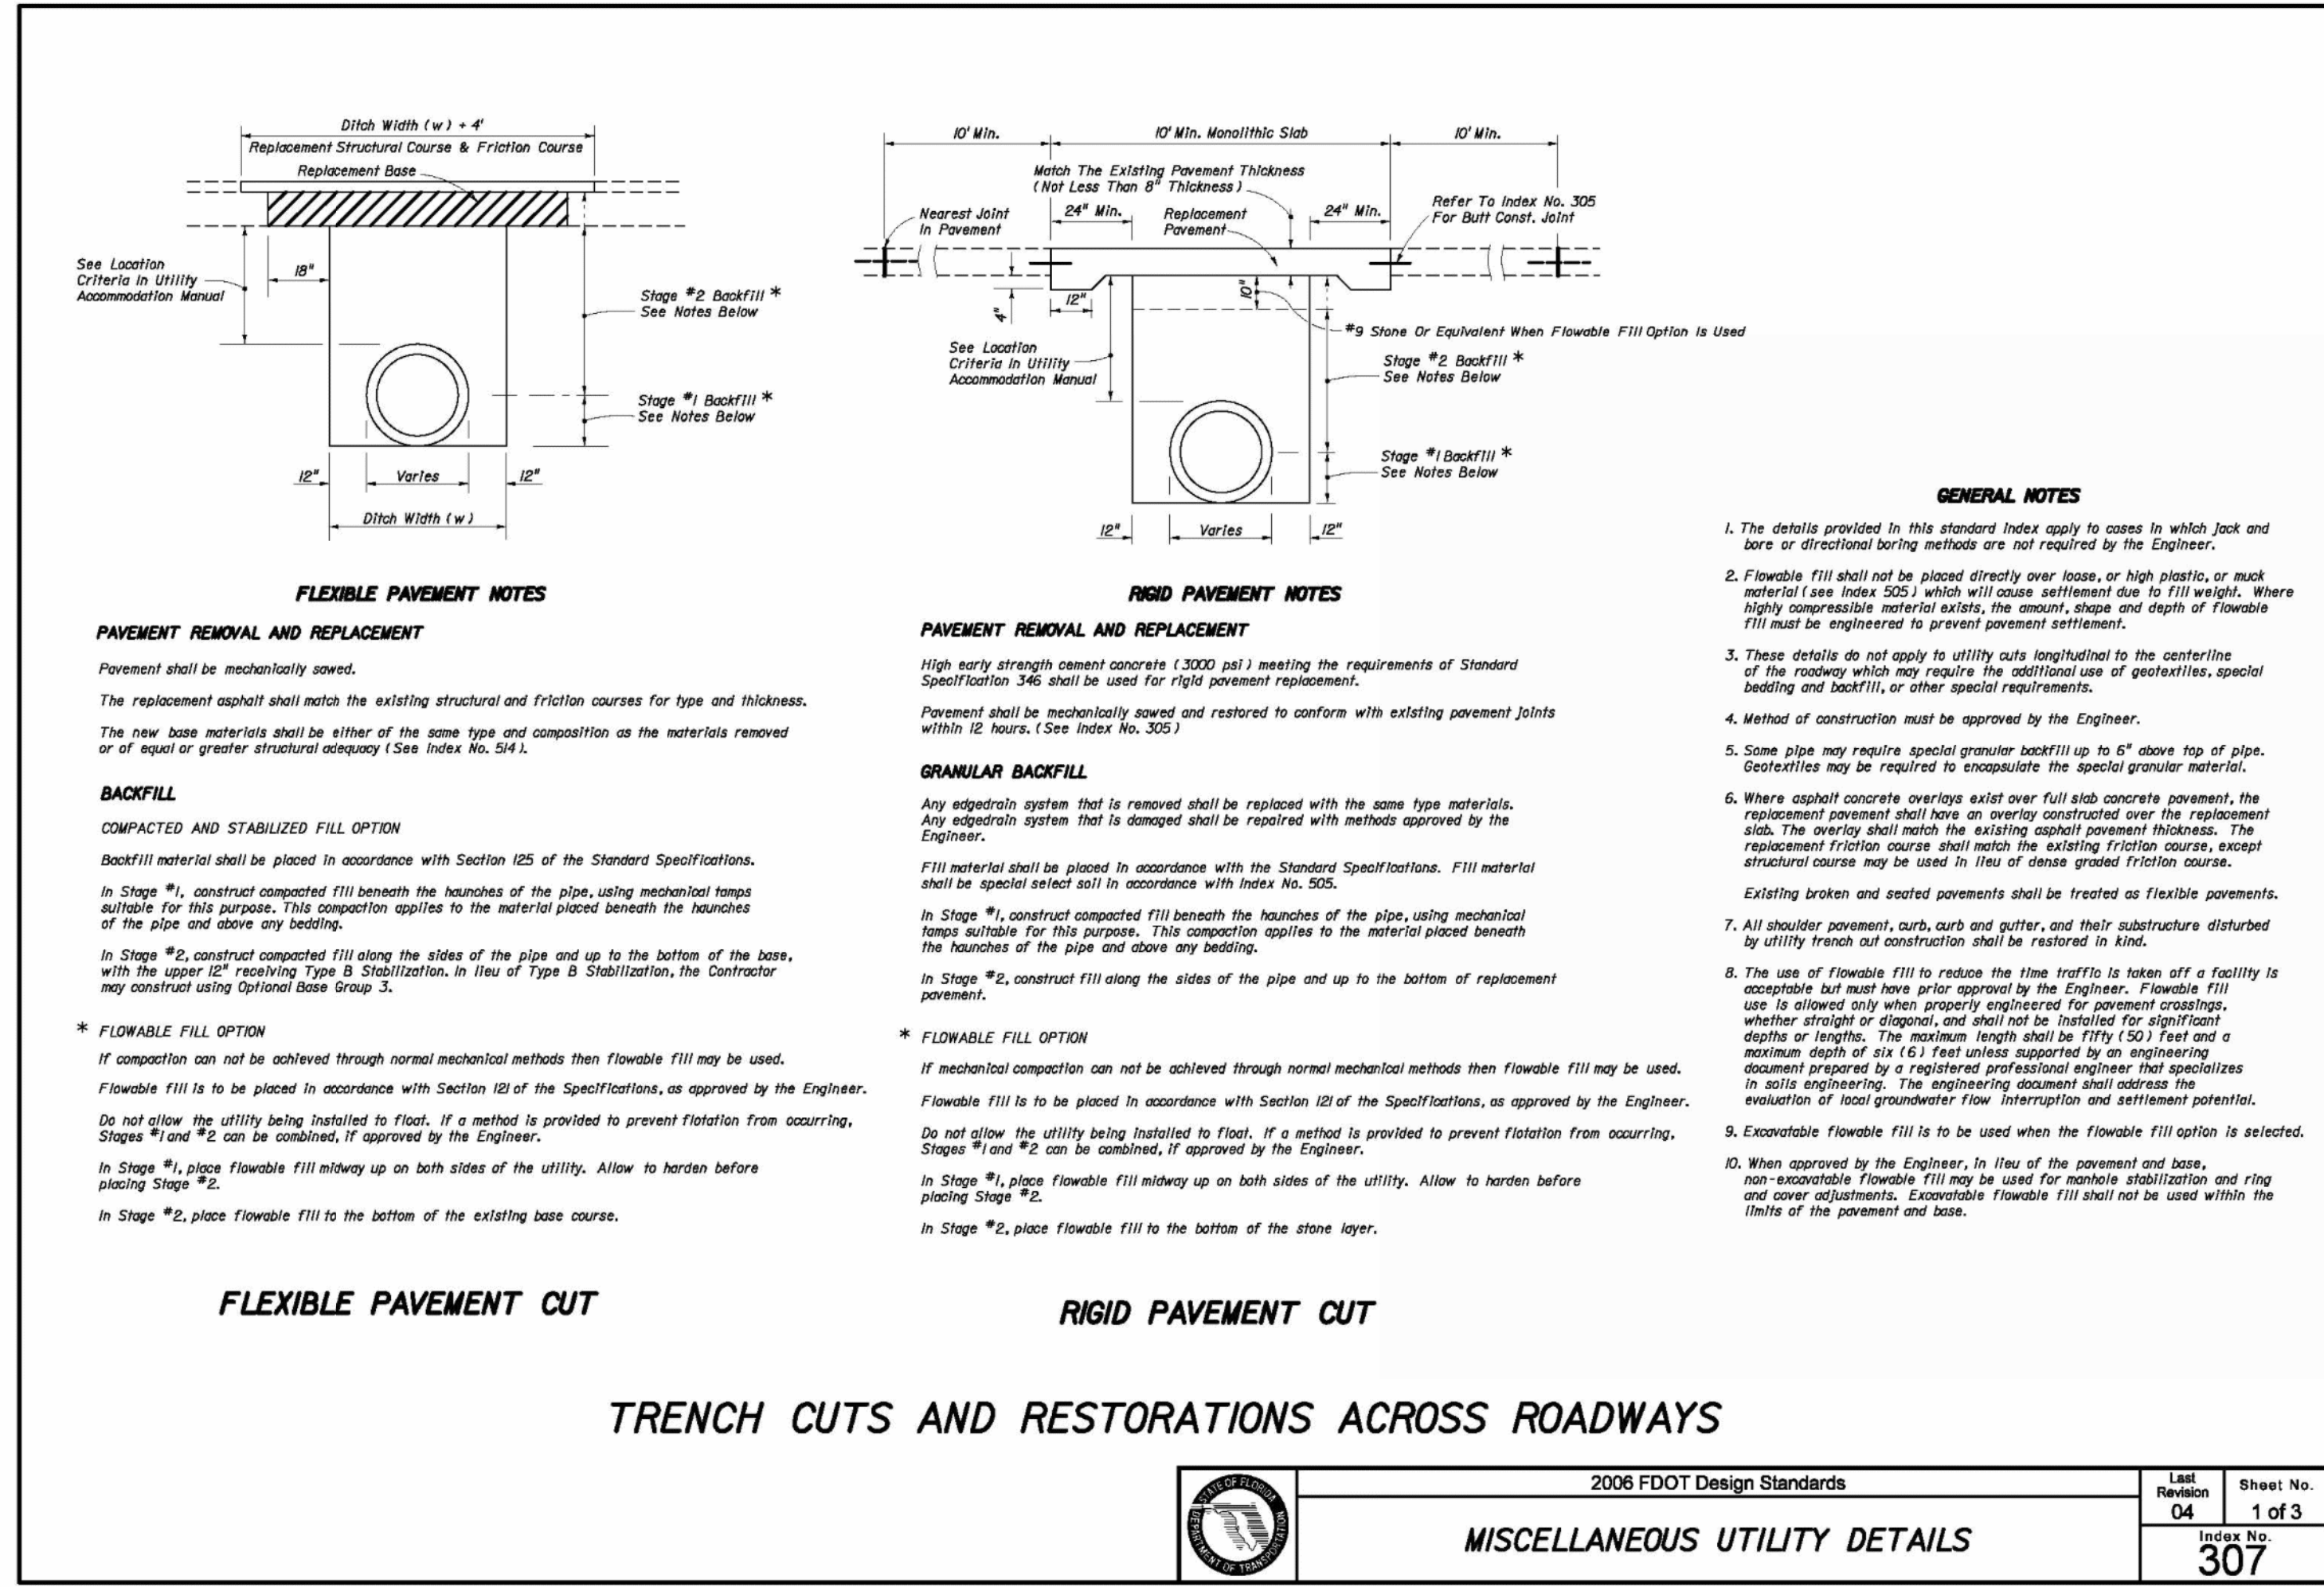 Ditch Width (w) + 4'
Replacement Structural Course & Friction Course
Replacement Base
See Location
Criteria In Utility
Accommodation Manual
18"
Stage #2 Backfill *
See Notes Below
Stage #1 Backfill *
See Notes Below
12"
Varies
12"
Ditch Width (w)
10' Min.
10' Min. Monolithic Slab
10' Min.
Match The Existing Pavement Thickness
(Not Less Than 8" Thickness)
Nearest Joint
In Pavement
24" Min.
Replacement
Pavement
24" Min.
Refer To Index No. 305
For Butt Const. Joint
4"
12"
10"
#9 Stone Or Equivalent When Flowable Fill Option Is Used
See Location
Criteria In Utility
Accommodation Manual
Stage #2 Backfill *
See Notes Below
Stage #1 Backfill *
See Notes Below
12"
Varies
12"
FLEXIBLE PAVEMENT NOTES
PAVEMENT REMOVAL AND REPLACEMENT
Pavement shall be mechanically sawed.
The replacement asphalt shall match the existing structural and friction courses for type and thickness.
The new base materials shall be either of the same type and composition as the materials removed
or of equal or greater structural adequacy (See Index No. 514).
BACKFILL
COMPACTED AND STABILIZED FILL OPTION
Backfill material shall be placed in accordance with Section 125 of the Standard Specifications.
In Stage #1, construct compacted fill beneath the haunches of the pipe, using mechanical tamps
suitable for this purpose. This compaction applies to the material placed beneath the haunches
of the pipe and above any bedding.
In Stage #2, construct compacted fill along the sides of the pipe and up to the bottom of the base,
with the upper 12" receiving Type B Stabilization. In lieu of Type B Stabilization, the Contractor
may construct using Optional Base Group 3.
* FLOWABLE FILL OPTION
If compaction can not be achieved through normal mechanical methods then flowable fill may be used.
Flowable fill is to be placed in accordance with Section 121 of the Specifications, as approved by the Engineer.
Do not allow the utility being installed to float. If a method is provided to prevent flotation from occurring,
Stages #1 and #2 can be combined, if approved by the Engineer.
In Stage #1, place flowable fill midway up on both sides of the utility. Allow to harden before
placing Stage #2.
In Stage #2, place flowable fill to the bottom of the existing base course.
FLEXIBLE PAVEMENT CUT
RIGID PAVEMENT NOTES
PAVEMENT REMOVAL AND REPLACEMENT
High early strength cement concrete (3000 psi) meeting the requirements of Standard
Specification 346 shall be used for rigid pavement replacement.
Pavement shall be mechanically sawed and restored to conform with existing pavement joints
within 12 hours. (See Index No. 305)
GRANULAR BACKFILL
Any edgedrain system that is removed shall be replaced with the same type materials.
Any edgedrain system that is damaged shall be repaired with methods approved by the
Engineer.
Fill material shall be placed in accordance with the Standard Specifications. Fill material
shall be special select soil in accordance with Index No. 505.
In Stage #1, construct compacted fill beneath the haunches of the pipe, using mechanical
tamps suitable for this purpose. This compaction applies to the material placed beneath
the haunches of the pipe and above any bedding.
In Stage #2, construct fill along the sides of the pipe and up to the bottom of replacement
pavement.
* FLOWABLE FILL OPTION
If mechanical compaction can not be achieved through normal mechanical methods then flowable fill may be used.
Flowable fill is to be placed in accordance with Section 121 of the Specifications, as approved by the Engineer.
Do not allow the utility being installed to float. If a method is provided to prevent flotation from occurring,
Stages #1 and #2 can be combined, if approved by the Engineer.
In Stage #1, place flowable fill midway up on both sides of the utility. Allow to harden before
placing Stage #2.
In Stage #2, place flowable fill to the bottom of the stone layer.
RIGID PAVEMENT CUT
GENERAL NOTES
1. The details provided in this standard index apply to cases in which jack and
bore or directional boring methods are not required by the Engineer.
2. Flowable fill shall not be placed directly over loose, or high plastic, or muck
material (see Index 505) which will cause settlement due to fill weight. Where
highly compressible material exists, the amount, shape and depth of flowable
fill must be engineered to prevent pavement settlement.
3. These details do not apply to utility cuts longitudinal to the centerline
of the roadway which may require the additional use of geotextiles, special
bedding and backfill, or other special requirements.
4. Method of construction must be approved by the Engineer.
5. Some pipe may require special granular backfill up to 6" above top of pipe.
Geotextiles may be required to encapsulate the special granular material.
6. Where asphalt concrete overlays exist over full slab concrete pavement, the
replacement pavement shall have an overlay constructed over the replacement
slab. The overlay shall match the existing asphalt pavement thickness. The
replacement friction course shall match the existing friction course, except
structural course may be used in lieu of dense graded friction course.
Existing broken and seated pavements shall be treated as flexible pavements.
7. All shoulder pavement, curb, curb and gutter, and their substructure disturbed
by utility trench cut construction shall be restored in kind.
8. The use of flowable fill to reduce the time traffic is taken off a facility is
acceptable but must have prior approval by the Engineer. Flowable fill
use is allowed only when properly engineered for pavement crossings,
whether straight or diagonal, and shall not be installed for significant
depths or lengths. The maximum length shall be fifty (50) feet and a
maximum depth of six (6) feet unless supported by an engineering
document prepared by a registered professional engineer that specializes
in soils engineering. The engineering document shall address the
evaluation of local groundwater flow interruption and settlement potential.
9. Excavatable flowable fill is to be used when the flowable fill option is selected.
10. When approved by the Engineer, in lieu of the pavement and base,
non-excavatable flowable fill may be used for manhole stabilization and ring
and cover adjustments. Excavatable flowable fill shall not be used within the
limits of the pavement and base.
TRENCH CUTS AND RESTORATIONS ACROSS ROADWAYS
STATE OF FLORIDA
DEPARTMENT OF TRANSPORTATION
2006 FDOT Design Standards
MISCELLANEOUS UTILITY DETAILS
Last
Revision
04
Sheet No.
1 of 3
Index No.
307